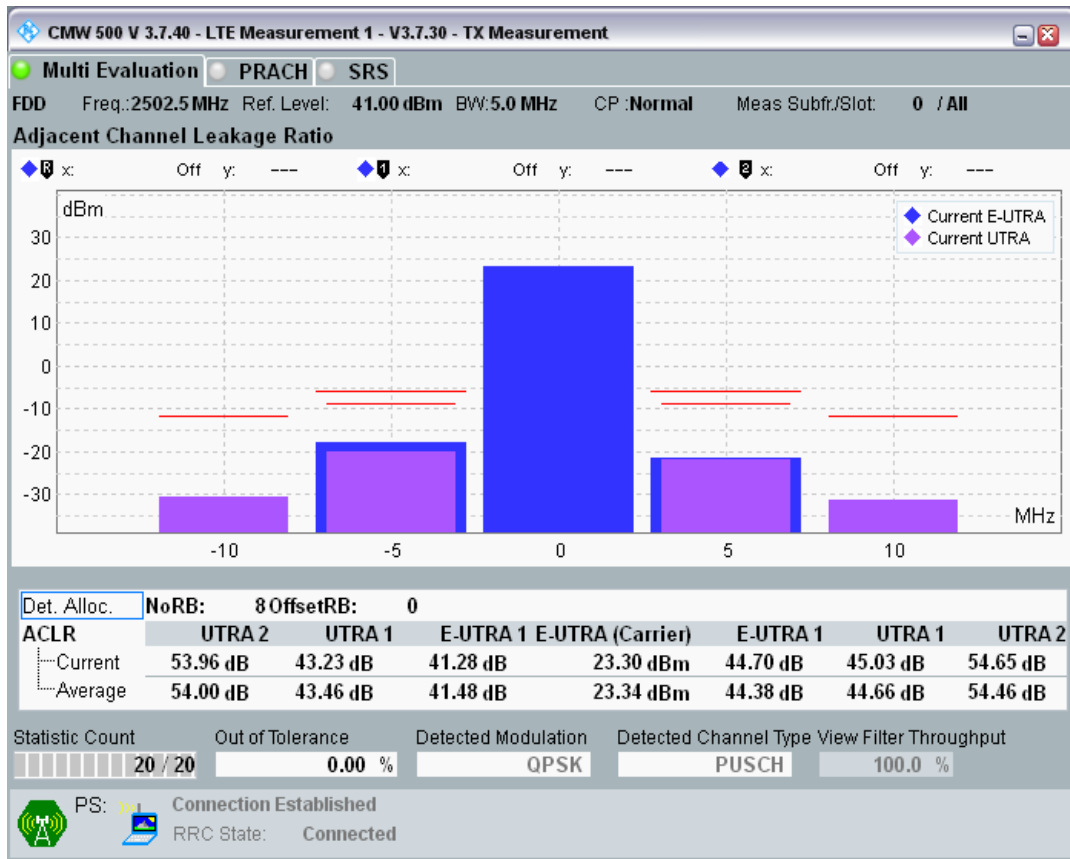 CMW 500 V 3.7.40 - LTE Measurement 1 - V3.7.30 - TX Measurement
Multi Evaluation PRACH SRS
FDD Freq.:2502.5 MHz Ref. Level: 41.00 dBm BW:5.0 MHz CP :Normal Meas Subfr./Slot: 0 / All
Adjacent Channel Leakage Ratio
R x: Off y: --- 1 x: Off y: --- 2 x: Off y: ---
dBm
Current E-UTRA
Current UTRA
30
20
10
0
-10
-20
-30
MHz
-10 -5 0 5 10
Det. Alloc. NoRB: 8 OffsetRB: 0
ACLR UTRA 2 UTRA 1 E-UTRA 1 E-UTRA (Carrier) E-UTRA 1 UTRA 1 UTRA 2
Current 53.96 dB 43.23 dB 41.28 dB 23.30 dBm 44.70 dB 45.03 dB 54.65 dB
Average 54.00 dB 43.46 dB 41.48 dB 23.34 dBm 44.38 dB 44.66 dB 54.46 dB
Statistic Count Out of Tolerance Detected Modulation Detected Channel Type View Filter Throughput
20 / 20 0.00 % QPSK PUSCH 100.0 %
PS: Connection Established
RRC State: Connected